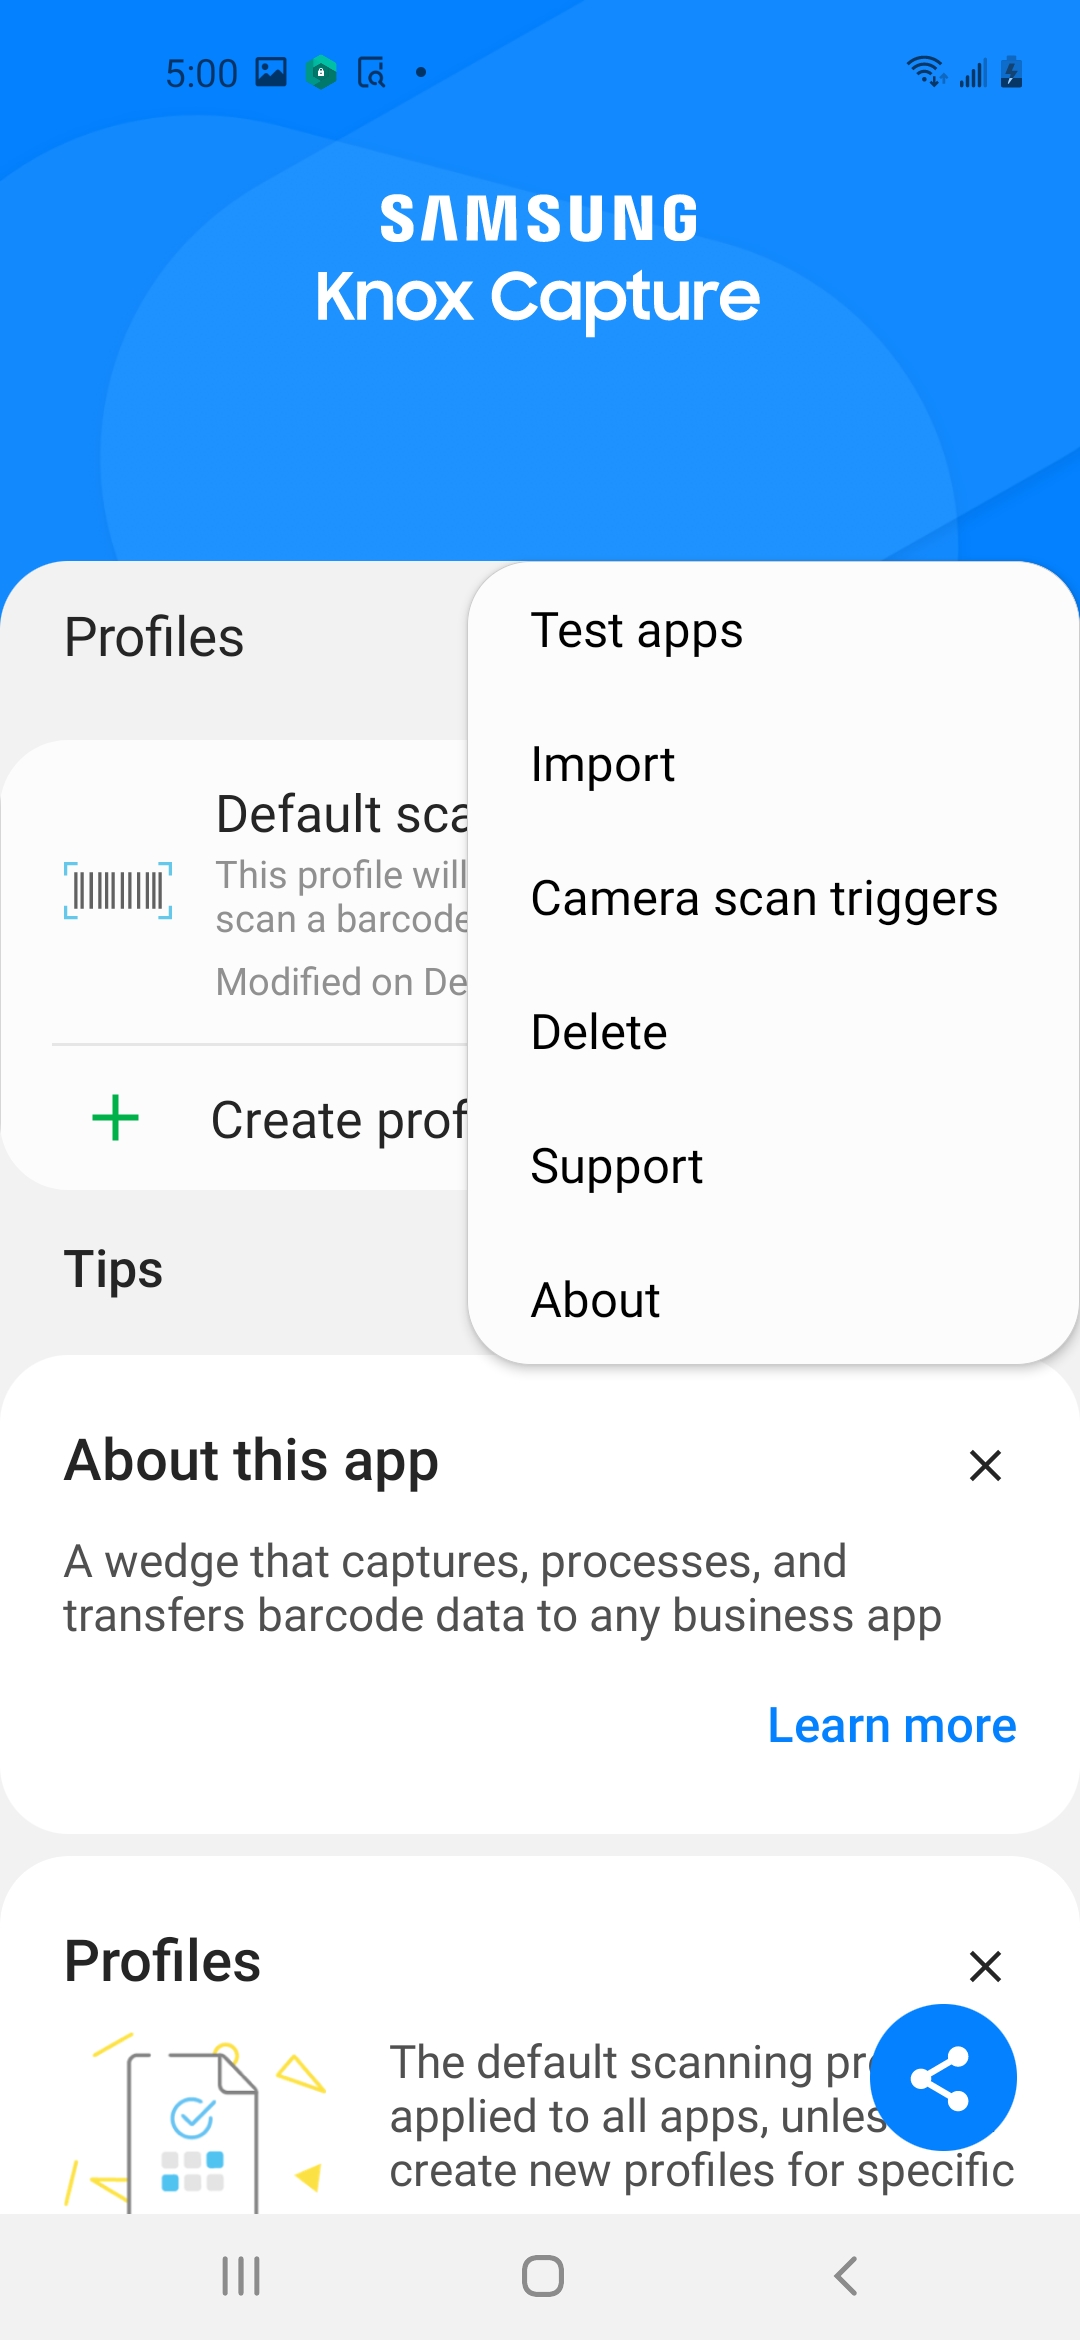 5:00
SAMSUNG
Knox Capture
Profiles
Test apps
Import
Default sca
This profile will
scan a barcode
Camera scan triggers
Modified on De
Delete
Create prof
Support
Tips
About
About this app
A wedge that captures, processes, and
transfers barcode data to any business app
Learn more
Profiles
The default scanning pro
applied to all apps, unles
create new profiles for specific